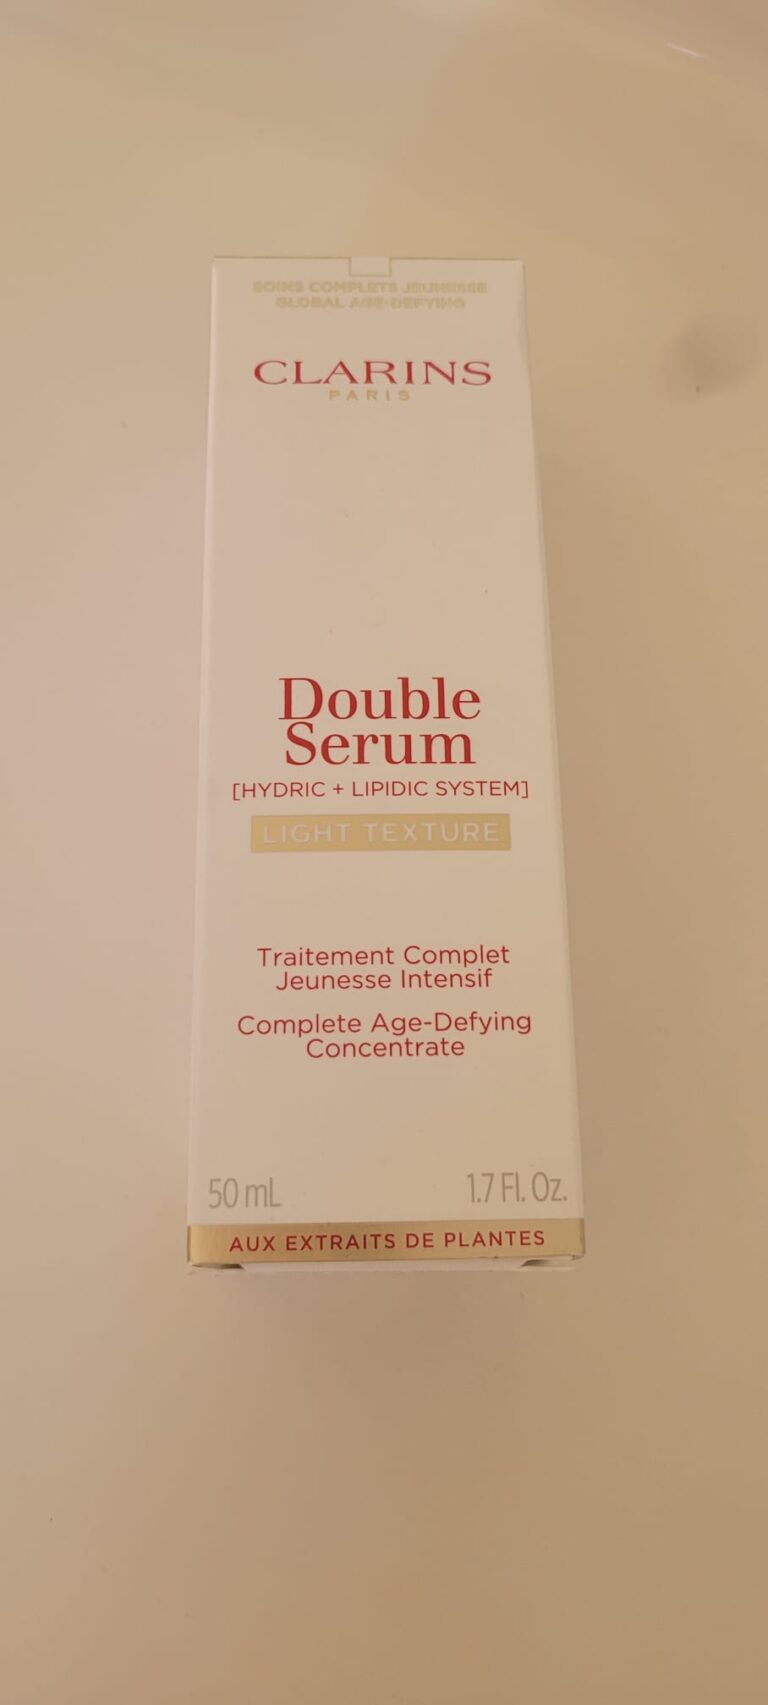 SOINS COMPLETS JEUNESSE
GLOBAL AGE-DEFYING
CLARINS
PARIS
Double
Serum
[HYDRIC + LIPIDIC SYSTEM]
LIGHT TEXTURE
Traitement Complet
Jeunesse Intensif
Complete Age-Defying
Concentrate
50 mL 1.7 Fl. Oz.
AUX EXTRAITS DE PLANTES